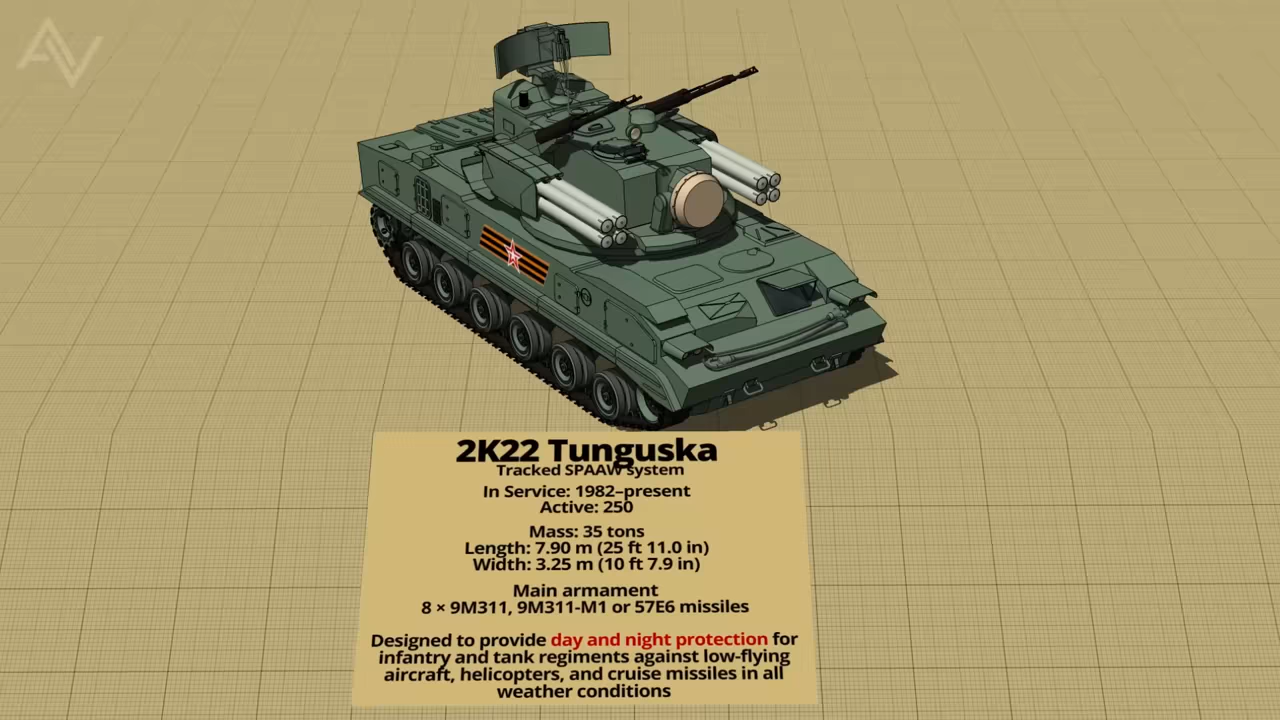 AV
2K22 Tunguska
Tracked SPAAW system
In Service: 1982–present
Active: 250
Mass: 35 tons
Length: 7.90 m (25 ft 11.0 in)
Width: 3.25 m (10 ft 7.9 in)
Main armament
8 × 9M311, 9M311-M1 or 57E6 missiles
Designed to provide day and night protection for
infantry and tank regiments against low-flying
aircraft, helicopters, and cruise missiles in all
weather conditions